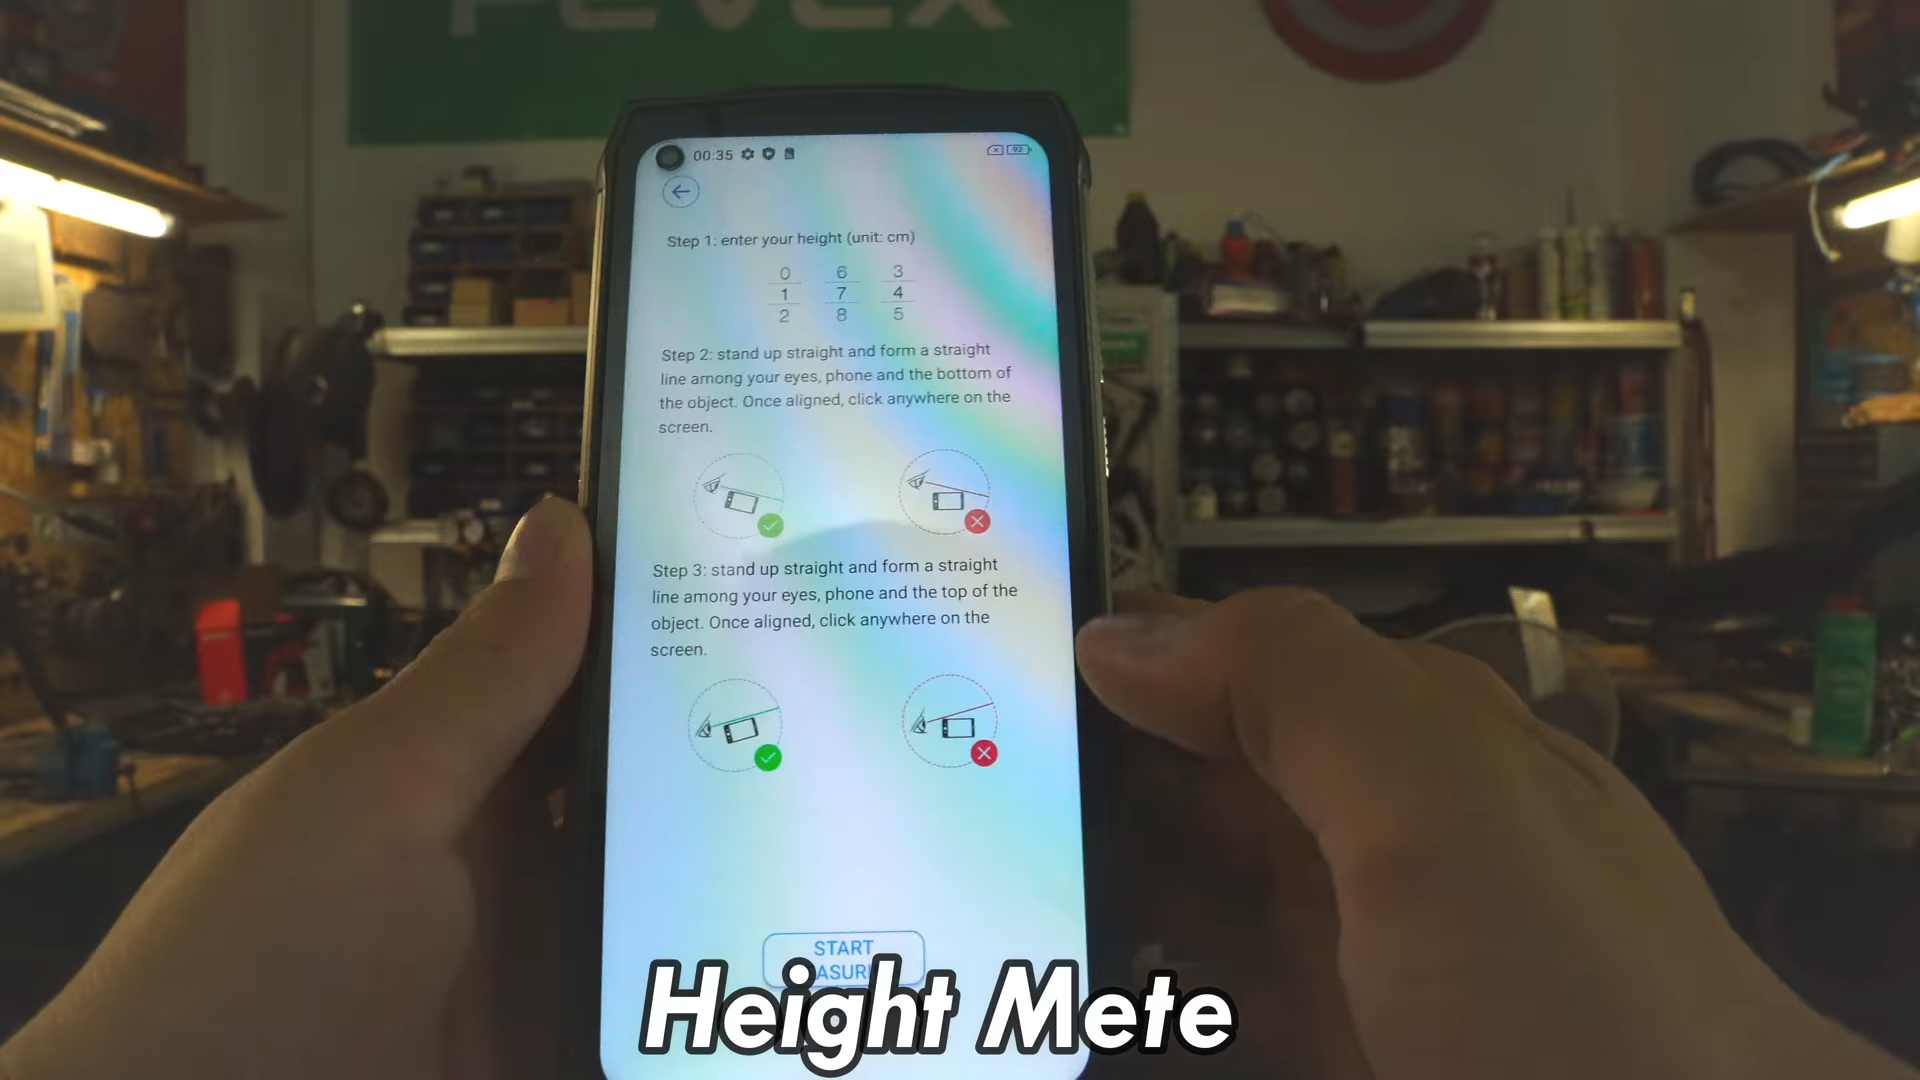 FEVEX
00:35
92
Step 1: enter your height (unit: cm)
0 6 3
1 7 4
2 8 5
Step 2: stand up straight and form a straight
line among your eyes, phone and the bottom of
the object. Once aligned, click anywhere on the
screen.
Step 3: stand up straight and form a straight
line among your eyes, phone and the top of the
object. Once aligned, click anywhere on the
screen.
START
Height Mete